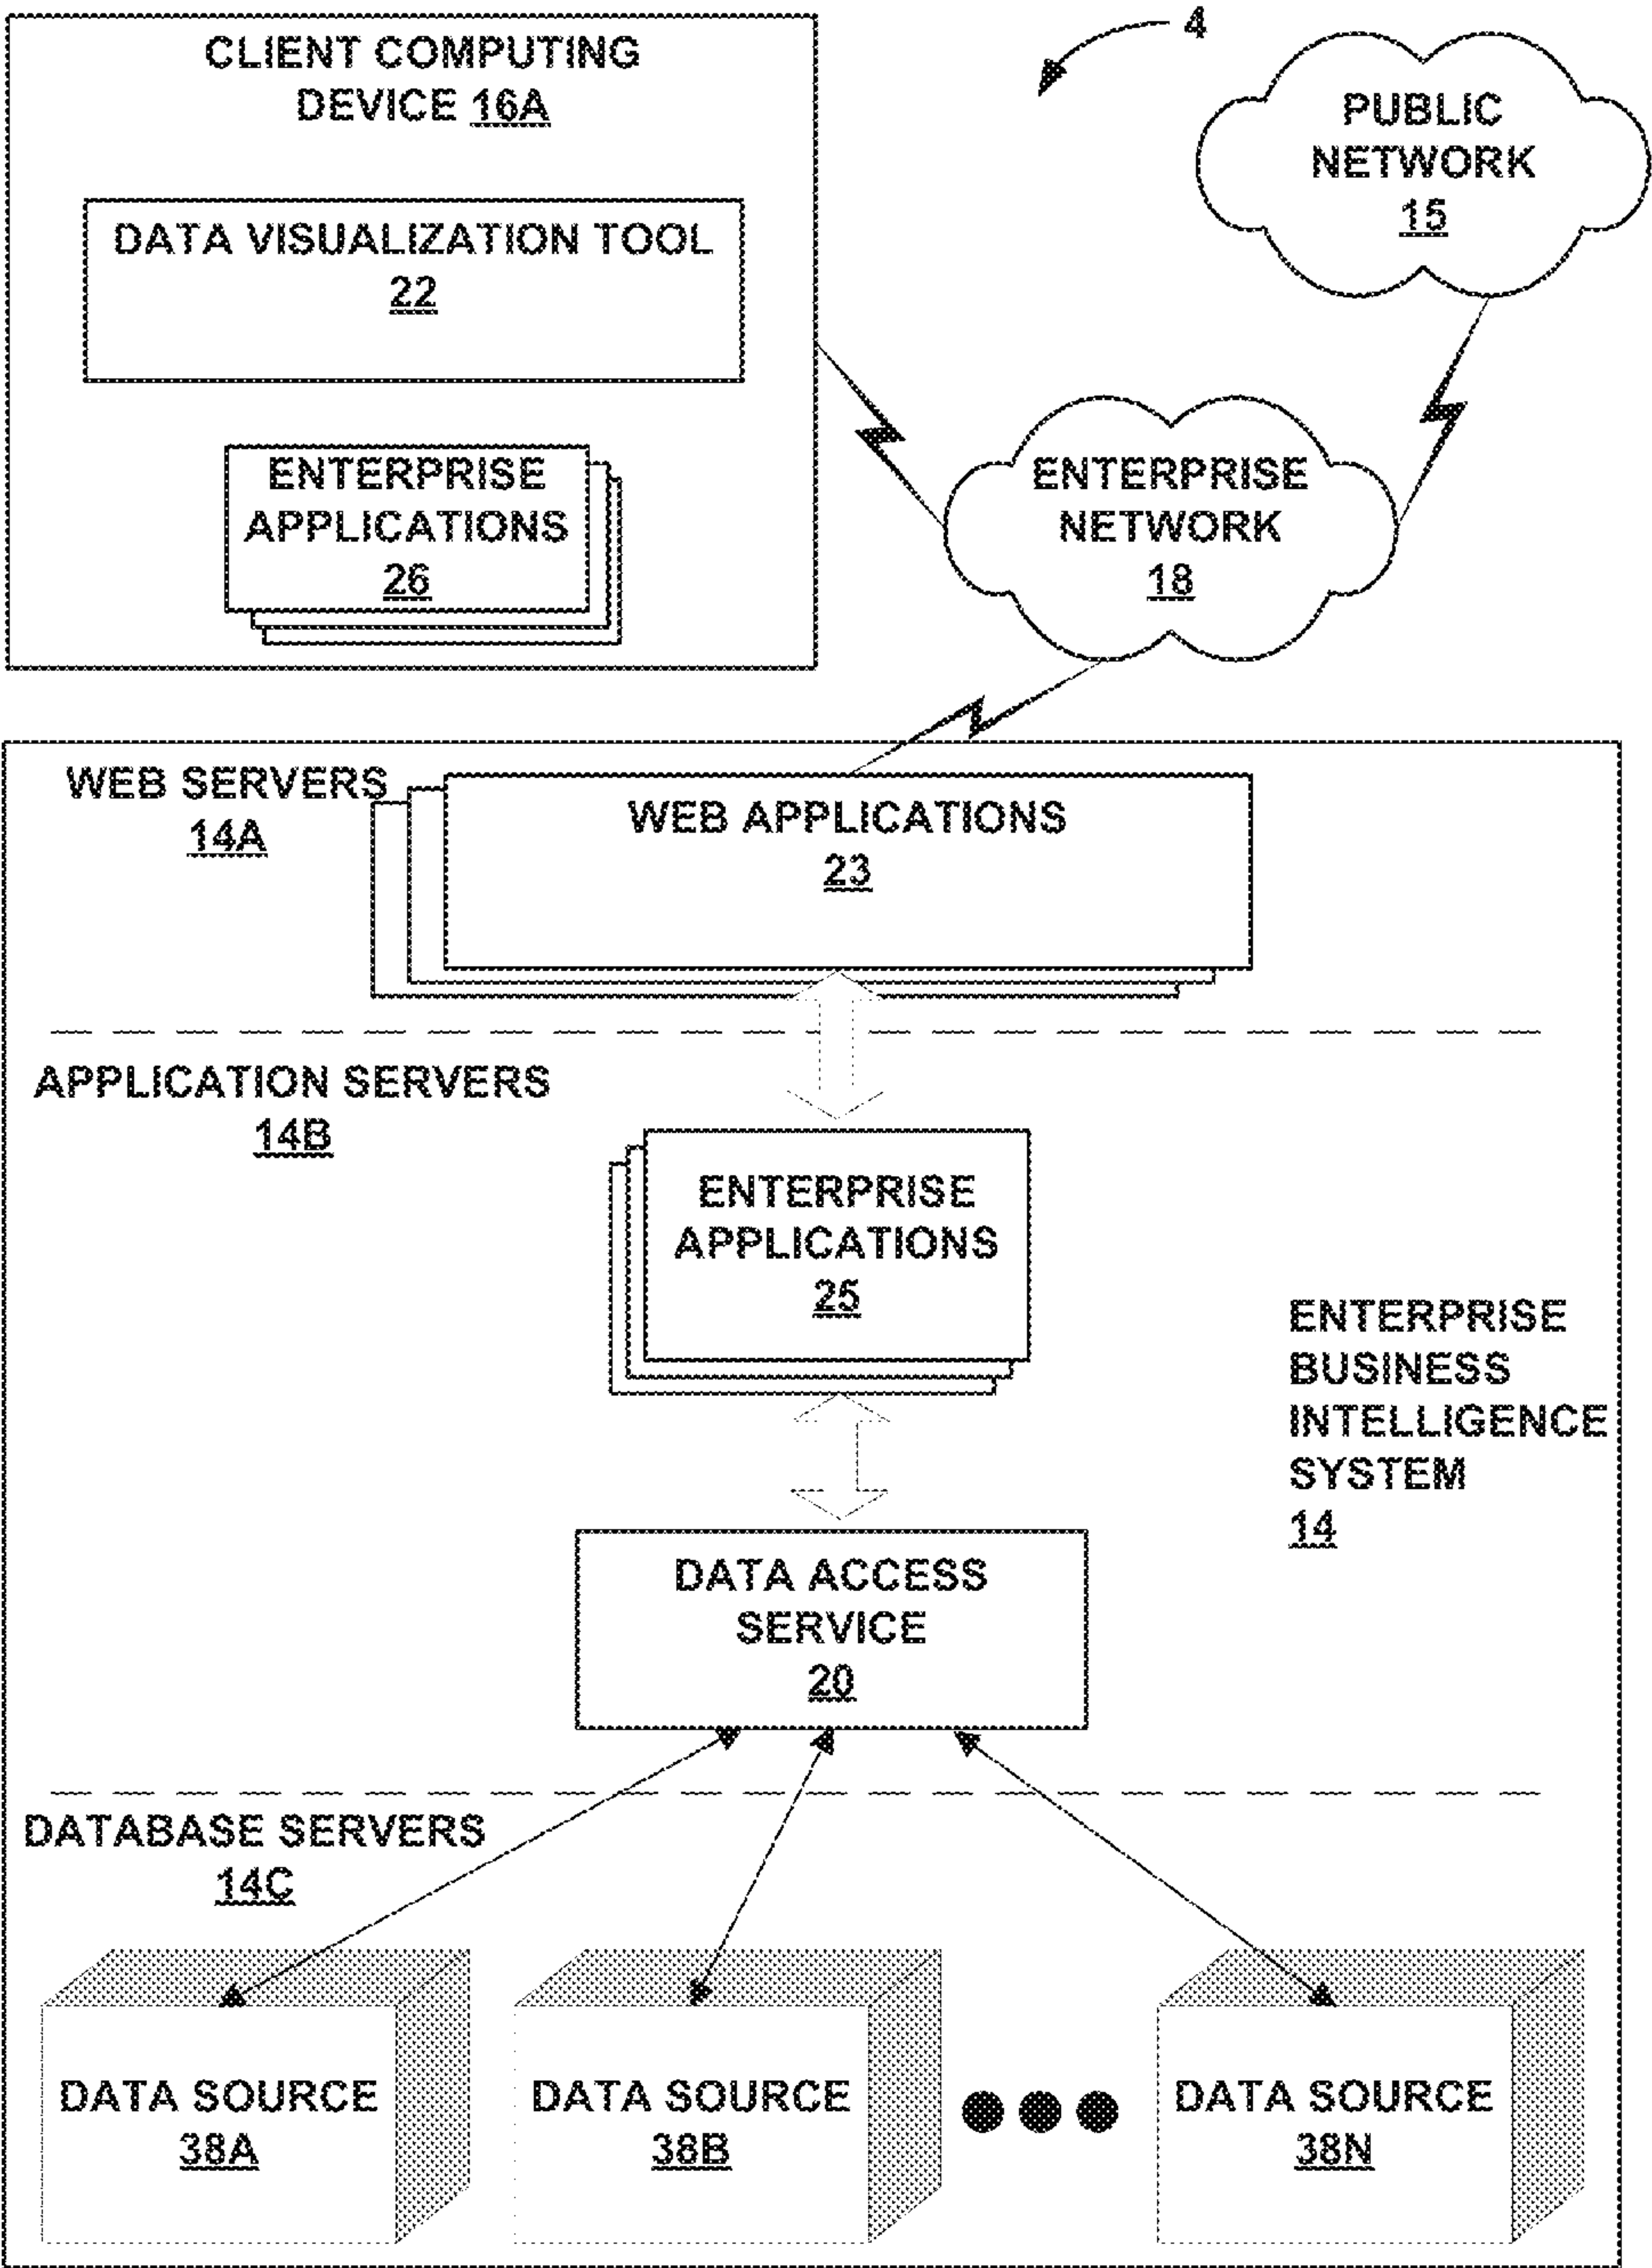 CLIENT COMPUTING
DEVICE 16A
DATA VISUALIZATION TOOL
22
ENTERPRISE
APPLICATIONS
26
4
PUBLIC
NETWORK
15
ENTERPRISE
NETWORK
18
WEB SERVERS
14A
WEB APPLICATIONS
23
APPLICATION SERVERS
14B
ENTERPRISE
APPLICATIONS
25
ENTERPRISE
BUSINESS
INTELLIGENCE
SYSTEM
14
DATA ACCESS
SERVICE
20
DATABASE SERVERS
14C
DATA SOURCE
38A
DATA SOURCE
38B
DATA SOURCE
38N